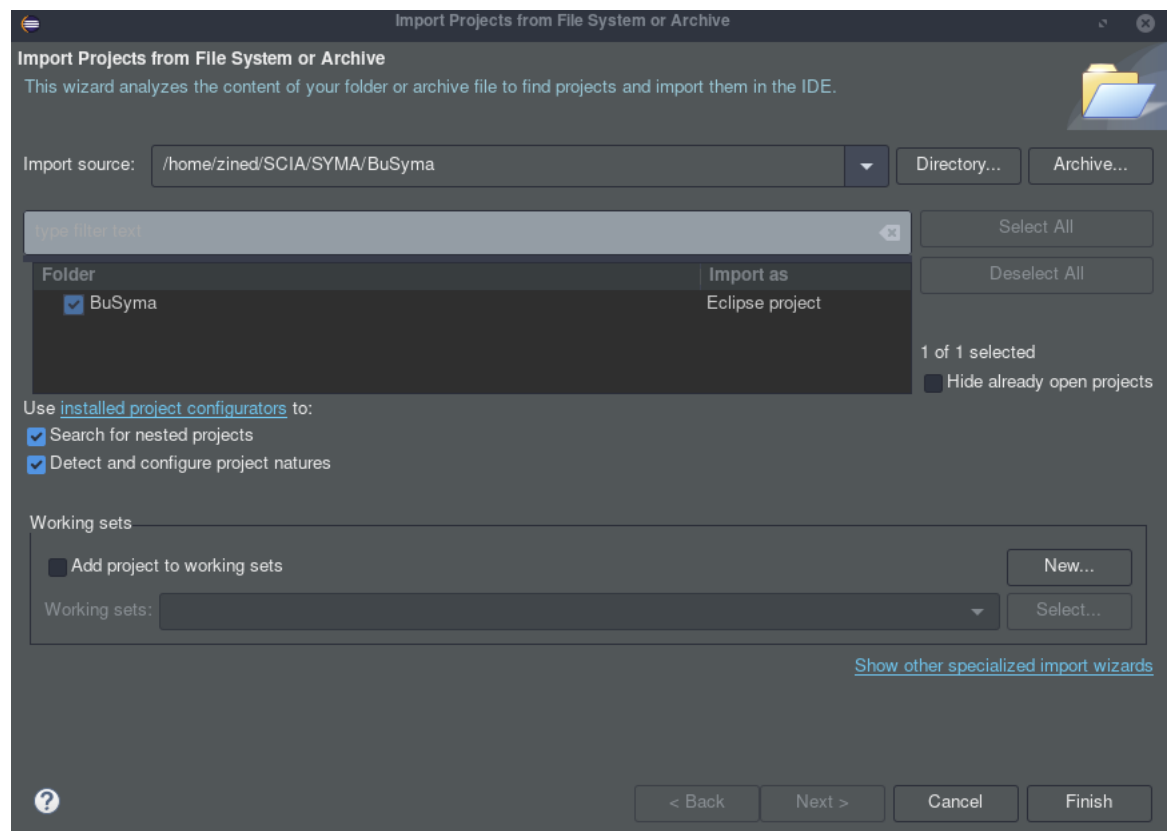 Import Projects from File System or Archive
Import Projects from File System or Archive
This wizard analyzes the content of your folder or archive file to find projects and import them in the IDE.
Import source: /home/zined/SCIA/SYMA/BuSyma Directory... Archive...
type filter text Select All
Folder Import as Deselect All
BuSyma Eclipse project
1 of 1 selected
Hide already open projects
Use installed project configurators to:
Search for nested projects
Detect and configure project natures
Working sets
Add project to working sets New...
Working sets: Select...
Show other specialized import wizards
? < Back Next > Cancel Finish